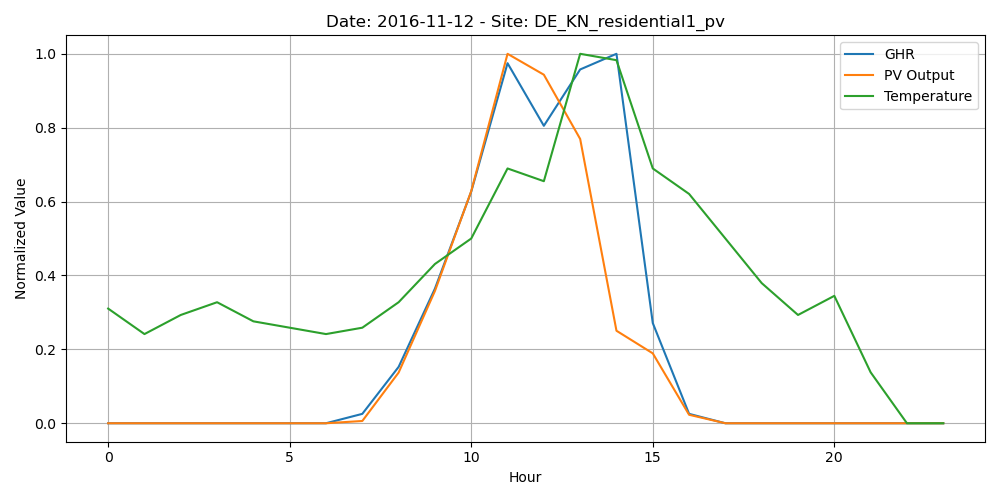 Date: 2016-11-12 - Site: DE_KN_residential1_pv
GHR
PV Output
Temperature
Normalized Value
1.0
0.8
0.6
0.4
0.2
0.0
0 5 10 15 20
Hour